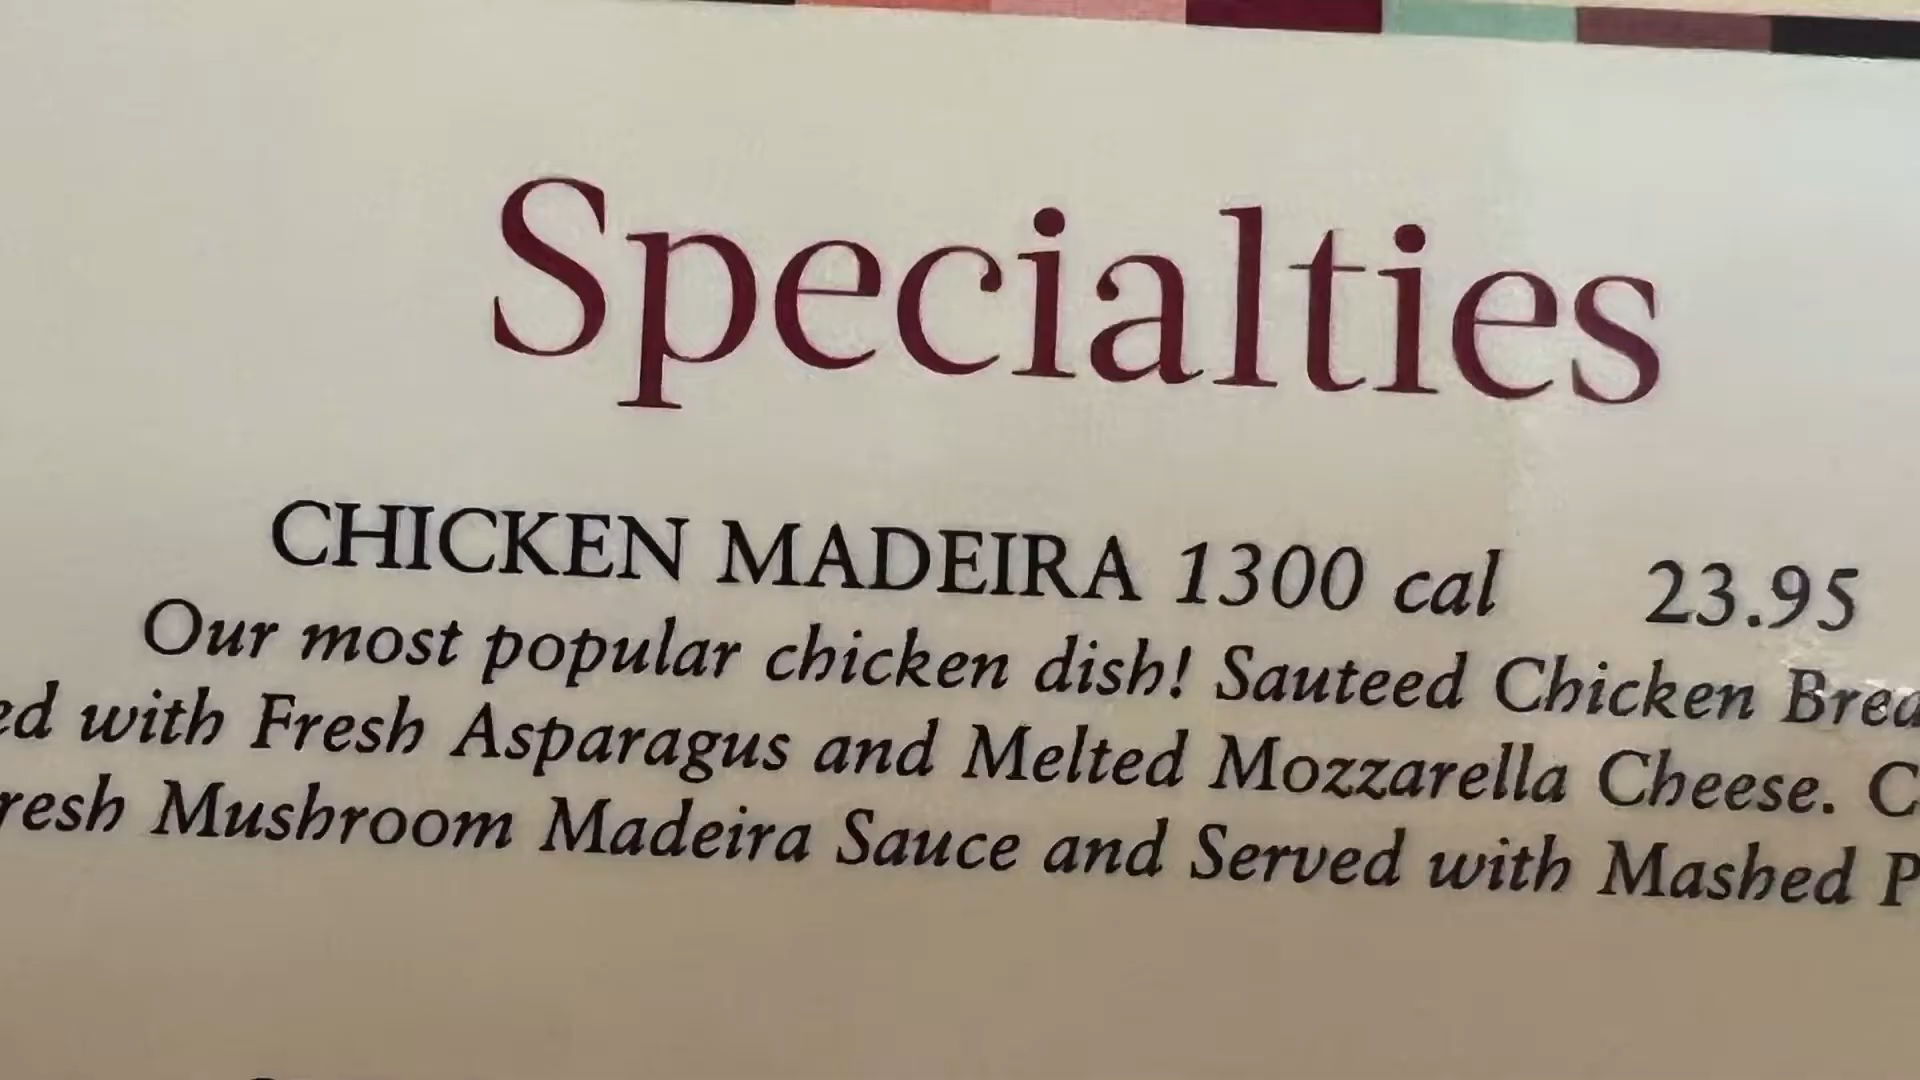 Specialties
CHICKEN MADEIRA 1300 cal 23.95
Our most popular chicken dish! Sauteed Chicken
with Fresh Asparagus and Melted Mozzarella Cheese.
Mushroom Madeira Sauce and Served with Mashed